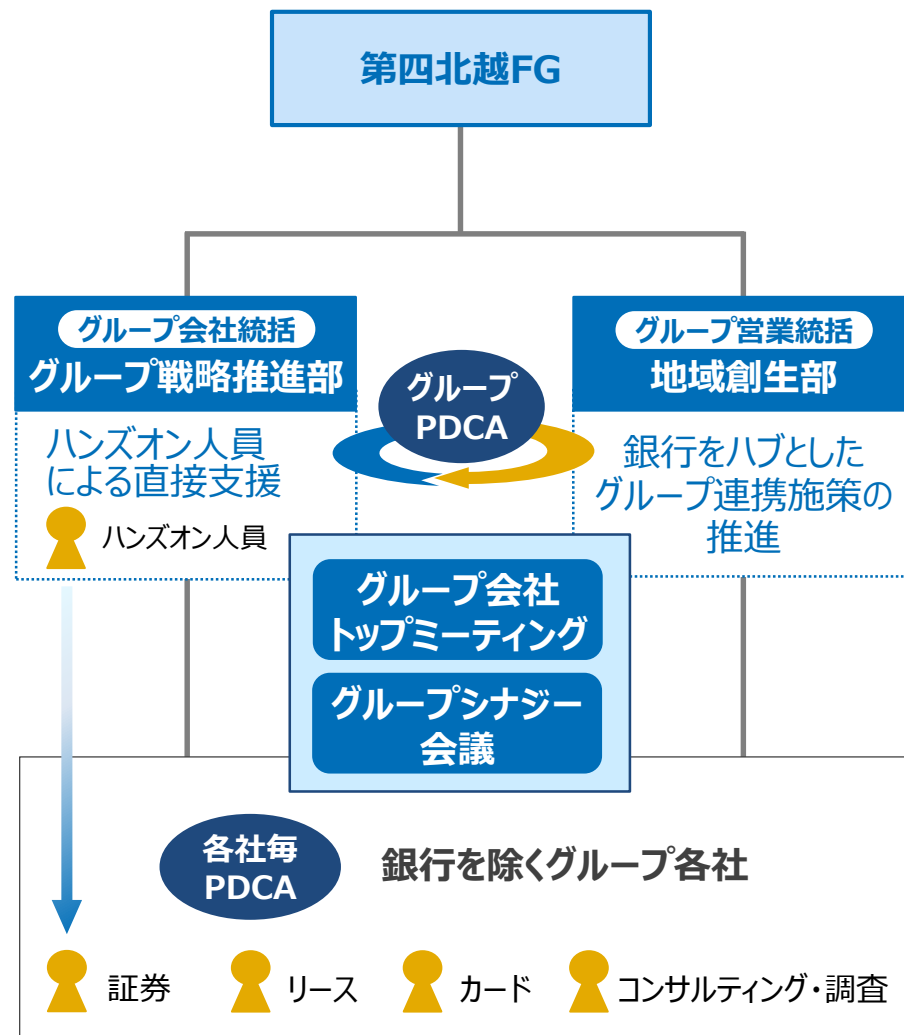 第四北越FG
グループ会社統括
グループ戦略推進部
ハンズオン人員
による直接支援
ハンズオン人員
グループ
PDCA
グループ営業統括
地域創生部
銀行をハブとした
グループ連携施策の
推進
グループ会社
トップミーティング
グループシナジー
会議
各社毎
PDCA
銀行を除くグループ各社
証券
リース
カード
コンサルティング・調査